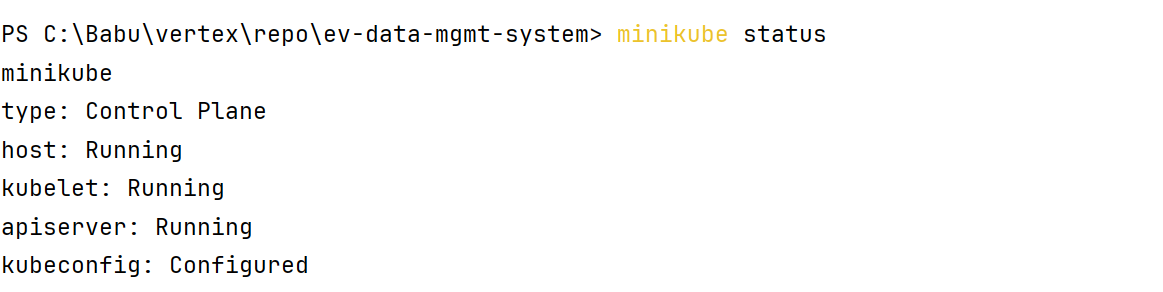 PS C:\Babu\vertex\repo\ev-data-mgmt-system> minikube status
minikube
type: Control Plane
host: Running
kubelet: Running
apiserver: Running
kubeconfig: Configured